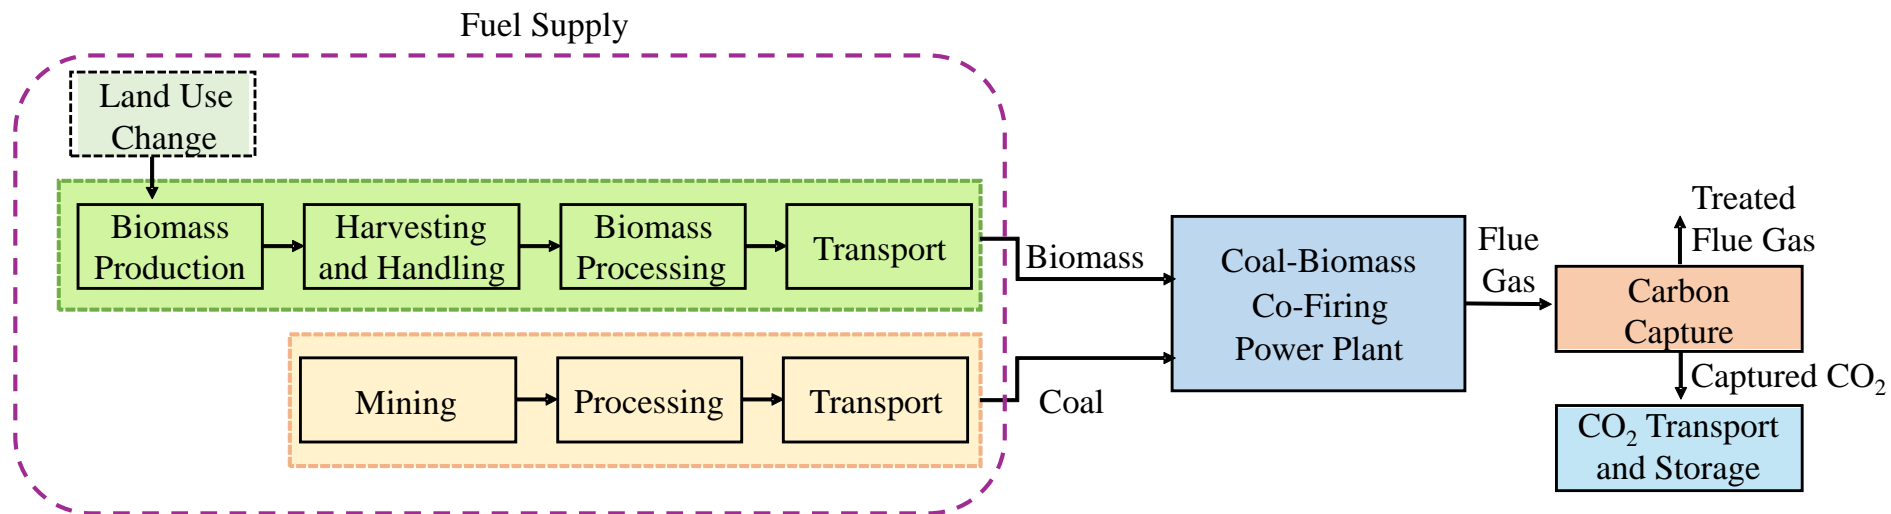 Fuel Supply
Land Use
Change
Biomass
Production
Harvesting
and Handling
Biomass
Processing
Transport
Biomass
Mining
Processing
Transport
Coal
Coal-Biomass
Co-Firing
Power Plant
Flue
Gas
Treated
Flue Gas
Carbon
Capture
Captured CO₂
CO₂ Transport
and Storage